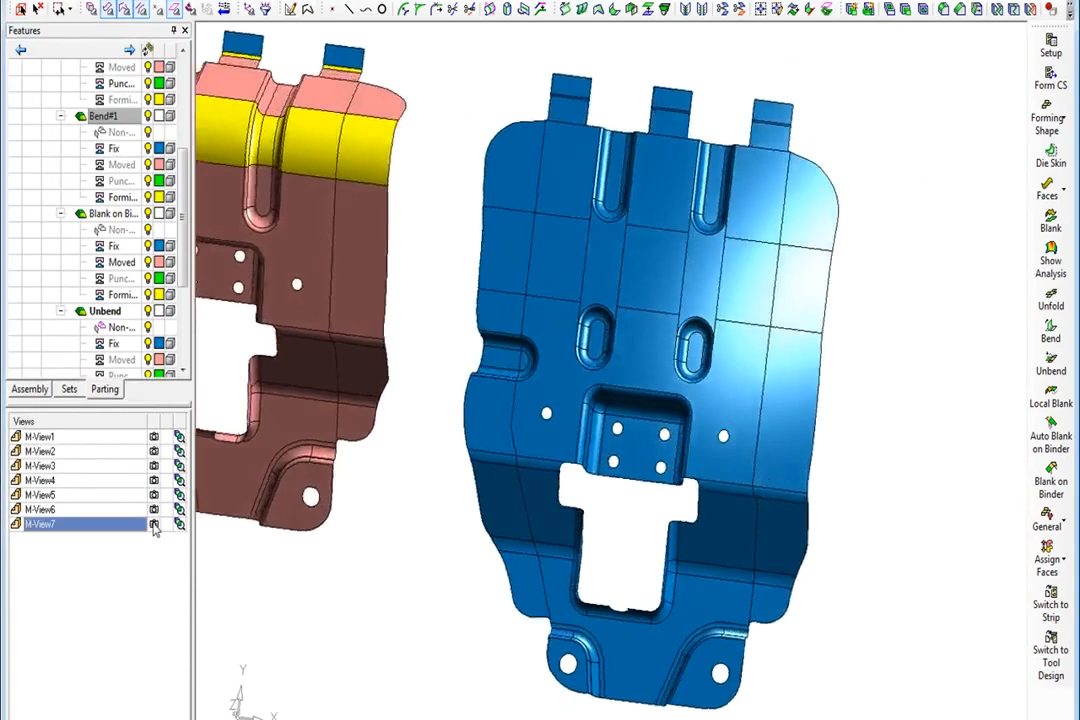 Features
Moved
Punc...
Formi...
Bend#1
Non-...
Fix
Moved
Punc...
Formi...
Blank on Bi...
Non-...
Fix
Moved
Punc...
Formi...
Unbend
Non-...
Fix
Moved
Punc...
Assembly
Sets
Parting
Views
M-View1
M-View2
M-View3
M-View4
M-View5
M-View6
M-View7
Y
Z
X
Setup
Form CS
Forming
Shape
Die Skin
Faces
Blank
Show
Analysis
Unfold
Bend
Unbend
Local Blank
Auto Blank
on Binder
Blank on
Binder
General
Assign
Faces
Switch to
Strip
Switch to
Tool
Design